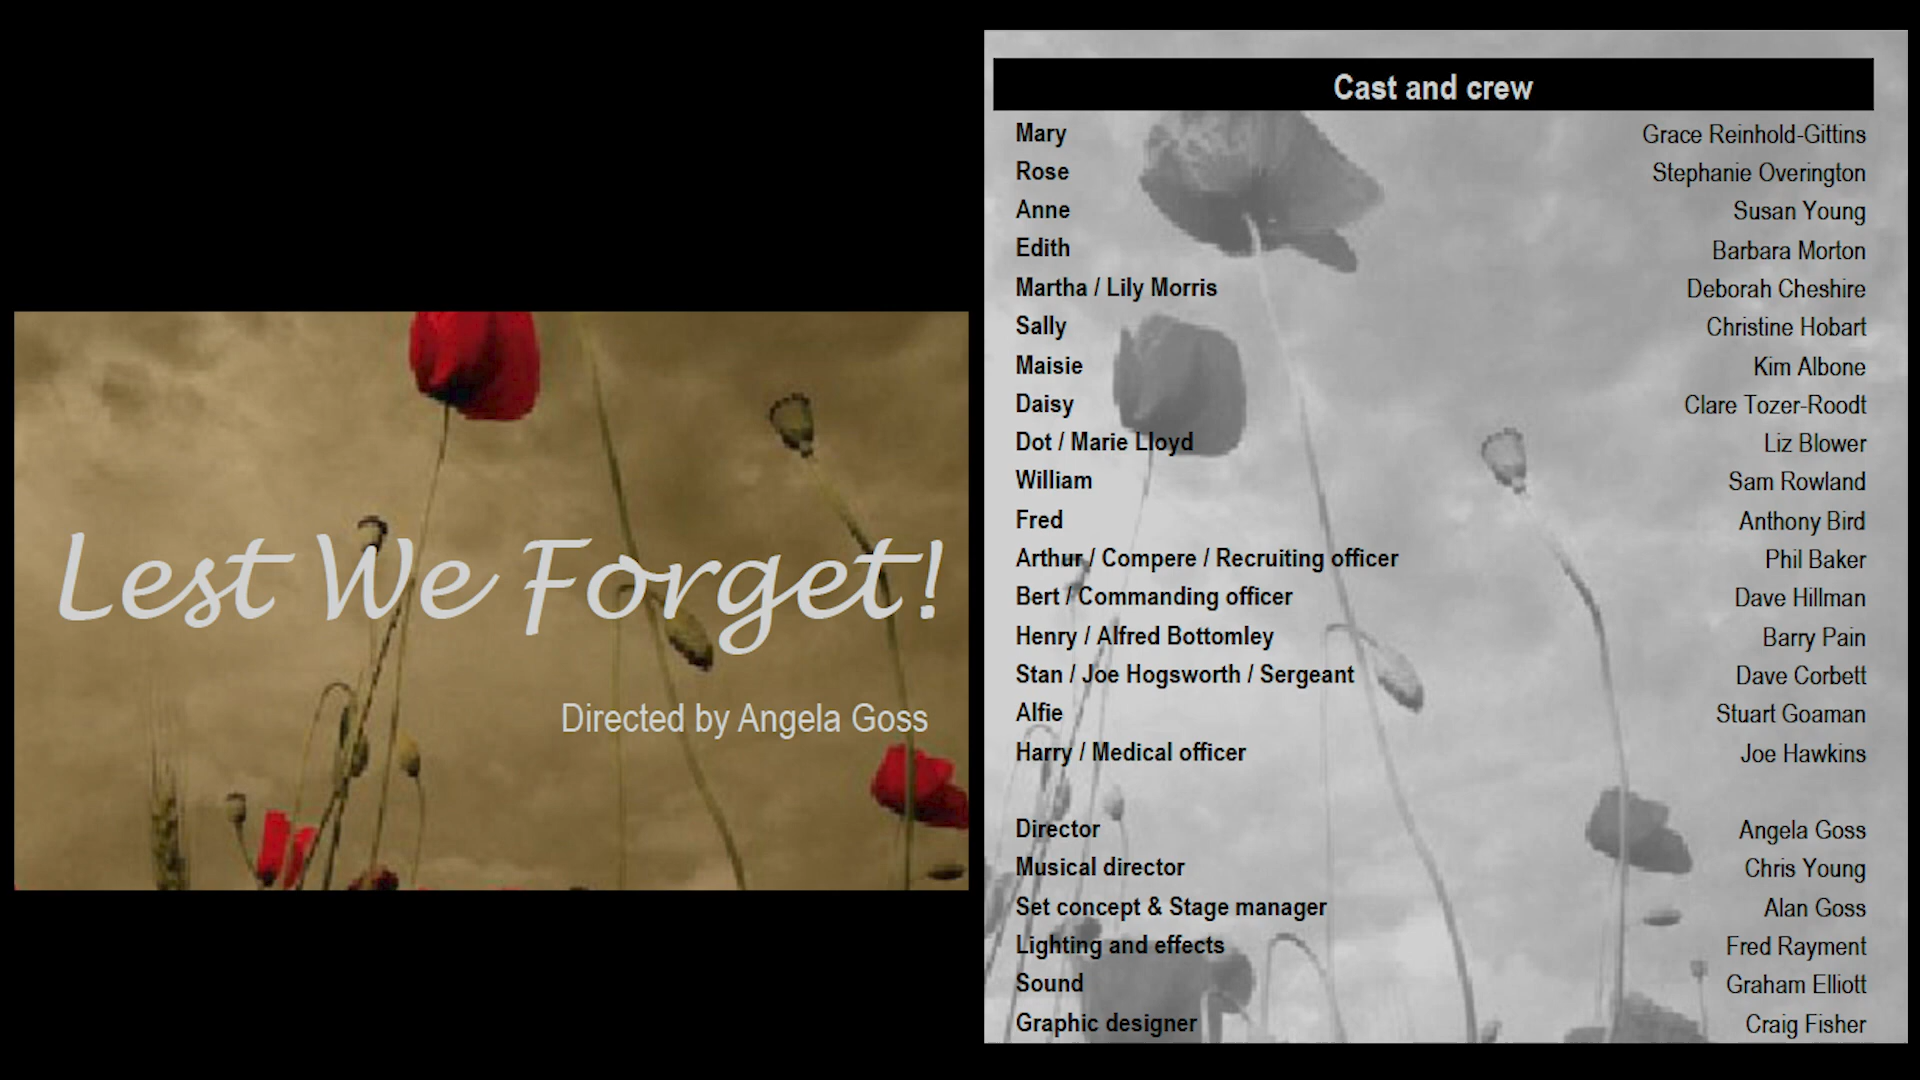 Lest We Forget!
Directed by Angela Goss
Cast and crew
Mary Grace Reinhold-Gittins
Rose Stephanie Overington
Anne Susan Young
Edith Barbara Morton
Martha / Lily Morris Deborah Cheshire
Sally Christine Hobart
Maisie Kim Albone
Daisy Clare Tozer-Roodt
Dot / Marie Lloyd Liz Blower
William Sam Rowland
Fred Anthony Bird
Arthur / Compere / Recruiting officer Phil Baker
Bert / Commanding officer Dave Hillman
Henry / Alfred Bottomley Barry Pain
Stan / Joe Hogsworth / Sergeant Dave Corbett
Alfie Stuart Goaman
Harry / Medical officer Joe Hawkins
Director Angela Goss
Musical director Chris Young
Set concept & Stage manager Alan Goss
Lighting and effects Fred Rayment
Sound Graham Elliott
Graphic designer Craig Fisher